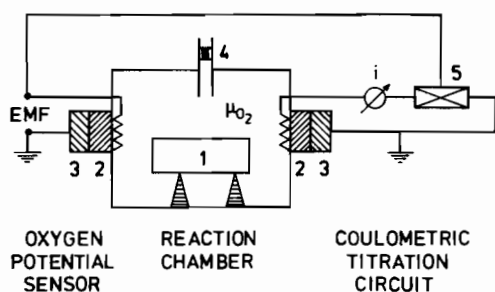 4
i
5
EMF
μO2
3 2
1
2 3
OXYGEN
POTENTIAL
SENSOR
REACTION
CHAMBER
COULOMETRIC
TITRATION
CIRCUIT